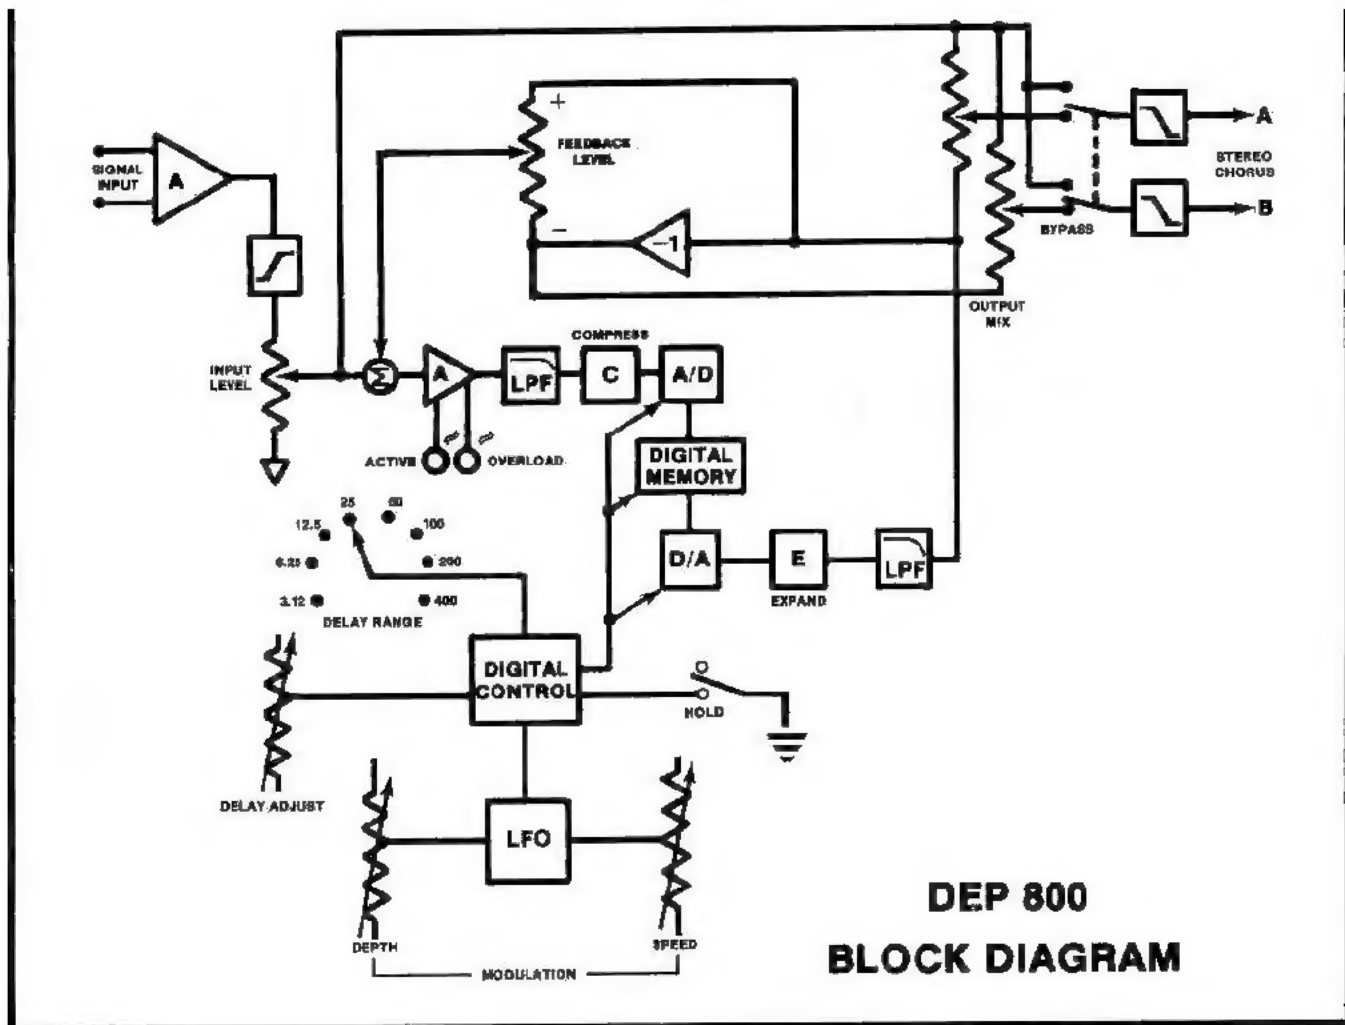 +
FEEDBACK
LEVEL
−
−1
SIGNAL
INPUT
A
A
STEREO
CHORUS
B
BYPASS
OUTPUT
MIX
INPUT
LEVEL
Σ
A
LPF
COMPRESS
C
A/D
ACTIVE
OVERLOAD
DIGITAL
MEMORY
D/A
E
EXPAND
LPF
25
12.5
100
6.25
200
3.12
400
DELAY RANGE
DIGITAL
CONTROL
HOLD
DELAY ADJUST
LFO
DEPTH
SPEED
MODULATION
DEP 800
BLOCK DIAGRAM